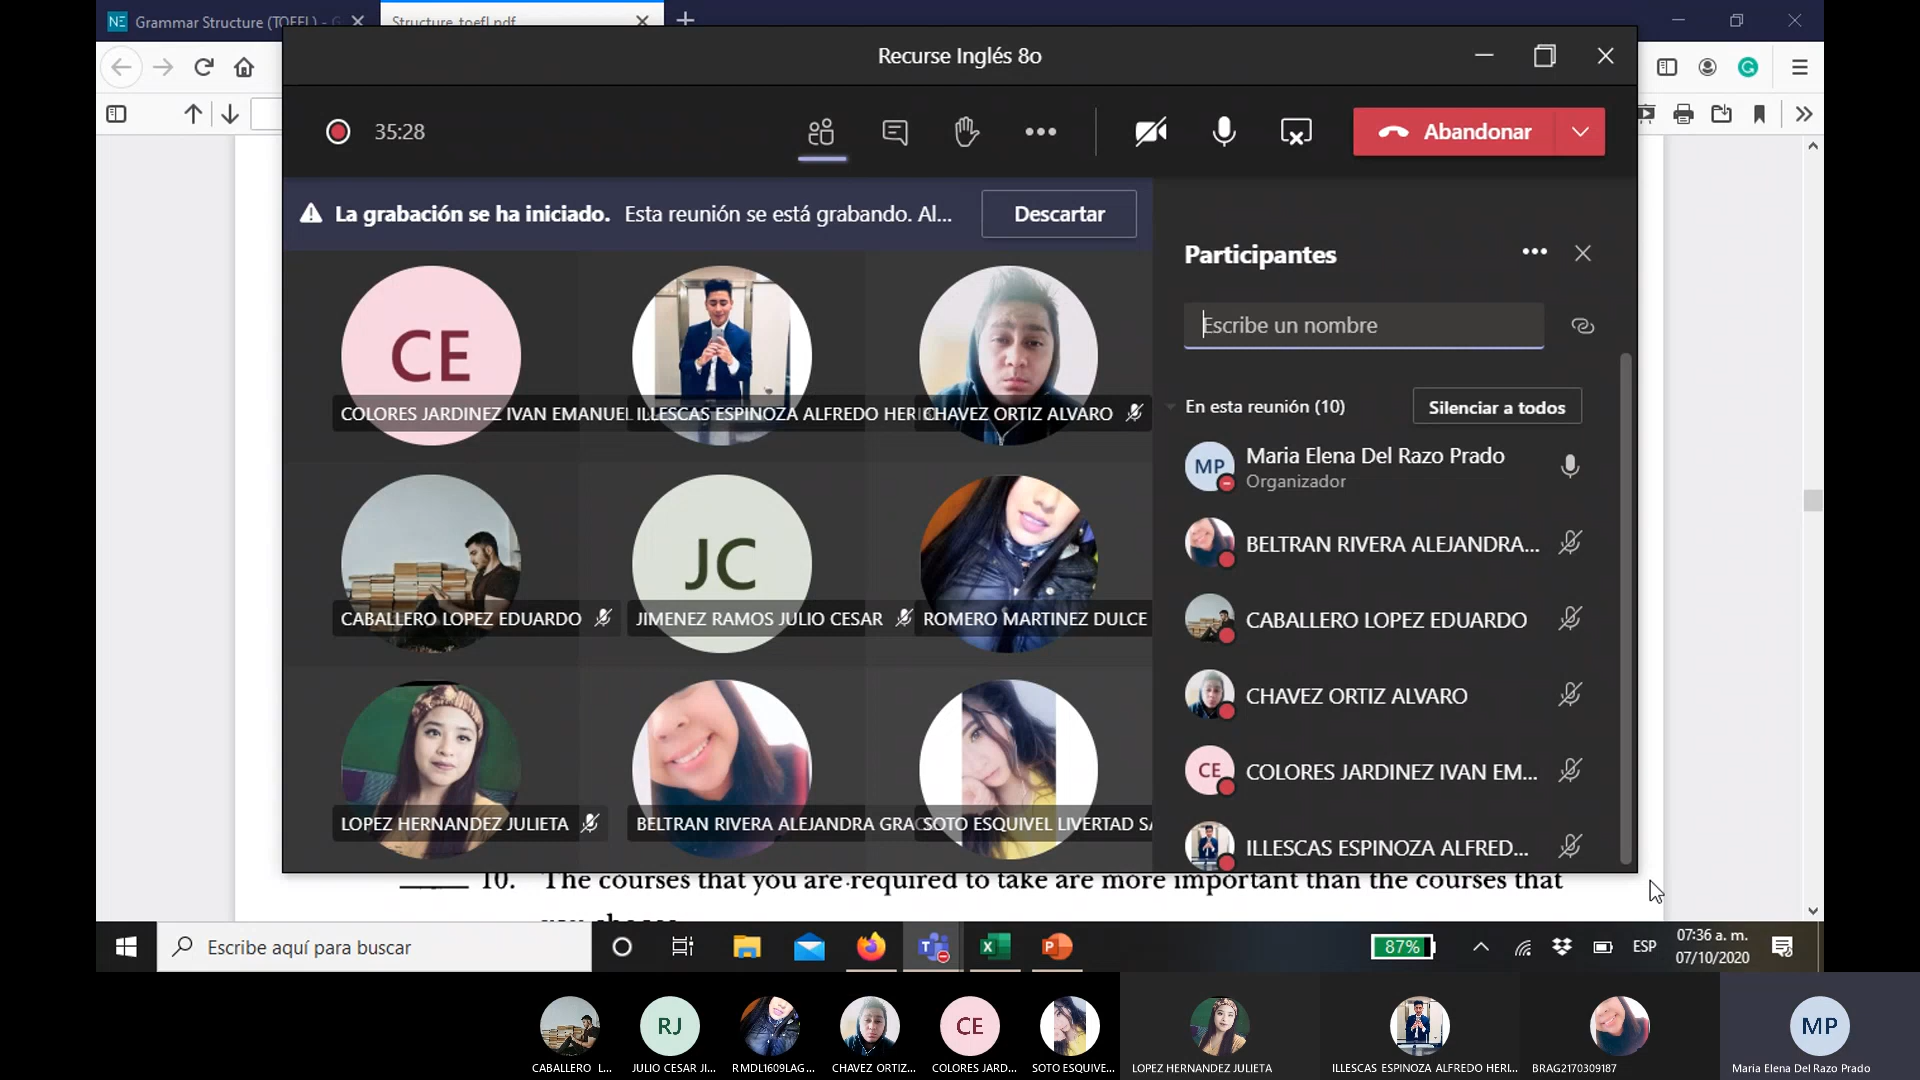 Grammar Structure (TOEFL) - G
Structure_toefl.pdf
Recurse Inglés 8o
35:28
Abandonar
La grabación se ha iniciado. Esta reunión se está grabando. Al...
Descartar
CE
COLORES JARDINEZ IVAN EMANUEL
ILLESCAS ESPINOZA ALFREDO HERI
CHAVEZ ORTIZ ALVARO
CABALLERO LOPEZ EDUARDO
JC
JIMENEZ RAMOS JULIO CESAR
ROMERO MARTINEZ DULCE
LOPEZ HERNANDEZ JULIETA
BELTRAN RIVERA ALEJANDRA GRAC
SOTO ESQUIVEL LIVERTAD SA
Participantes
Escribe un nombre
En esta reunión (10)
Silenciar a todos
MP
Maria Elena Del Razo Prado
Organizador
BELTRAN RIVERA ALEJANDRA...
CABALLERO LOPEZ EDUARDO
CHAVEZ ORTIZ ALVARO
CE
COLORES JARDINEZ IVAN EM...
ILLESCAS ESPINOZA ALFRED...
10. The courses that you are required to take are more important than the courses that
Escribe aquí para buscar
87%
ESP
07:36 a. m.
07/10/2020
CABALLERO L...
RJ
JULIO CESAR JI...
RMDL1609LAG...
CHAVEZ ORTIZ...
CE
COLORES JARD...
SOTO ESQUIVE...
LOPEZ HERNANDEZ JULIETA
ILLESCAS ESPINOZA ALFREDO HERI...
BRAG2170309187
MP
Maria Elena Del Razo Prado